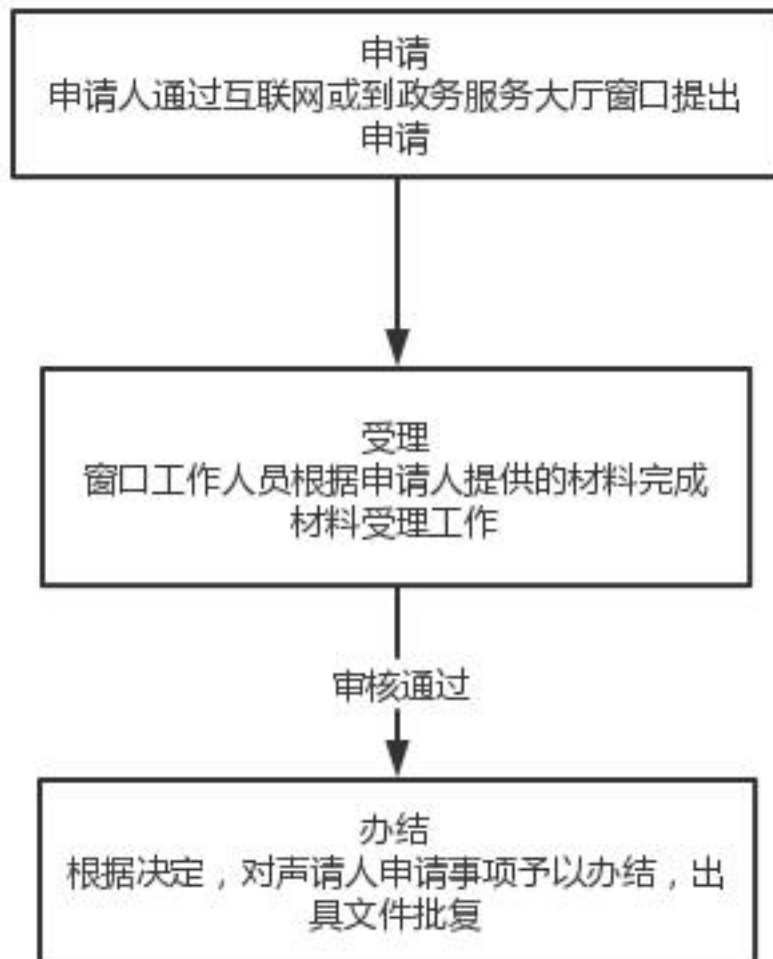 申请
申请人通过互联网或到政务服务大厅窗口提出
申请
受理
窗口工作人员根据申请人提供的材料完成
材料受理工作
审核通过
办结
根据决定，对声请人申请事项予以办结，出
具文件批复